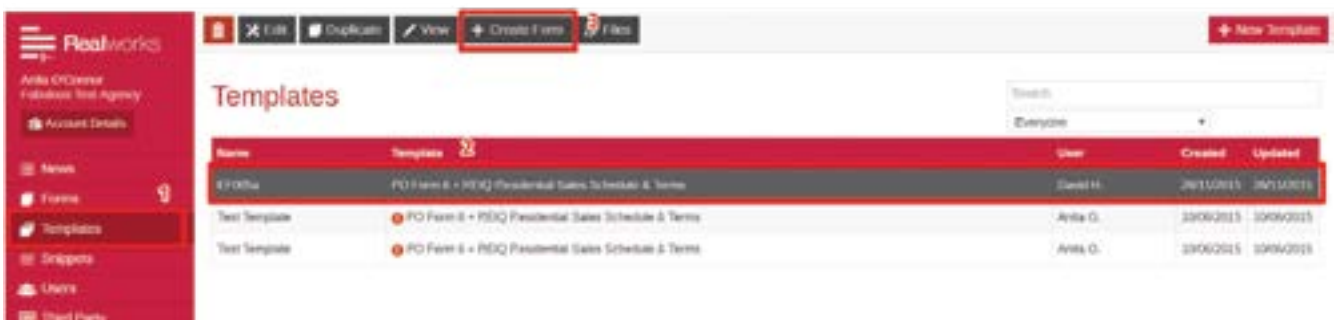 Realworks
Anita O'Connor
Fabulous Test Agency
Account Details
News
1
Forms
Templates
Snippets
Users
Third Party
Edit
Duplicate
View
+ Create Form
3
Files
+ New Template
Templates
Search
Everyone
Name Template 2 User Created Updated
PO Form 6 + REIQ Residential Sales Schedule & Terms David H. 26/11/2015 26/11/2015
Test Template PO Form 6 + REIQ Residential Sales Schedule & Terms Anita O. 10/06/2015 10/06/2015
Test Template PO Form 6 + REIQ Residential Sales Schedule & Terms Anita O. 10/06/2015 10/06/2015